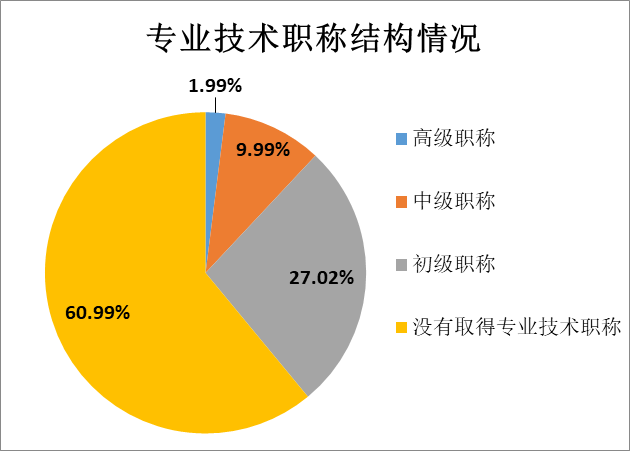 专业技术职称结构情况
1.99%
9.99%
27.02%
60.99%
高级职称
中级职称
初级职称
没有取得专业技术职称